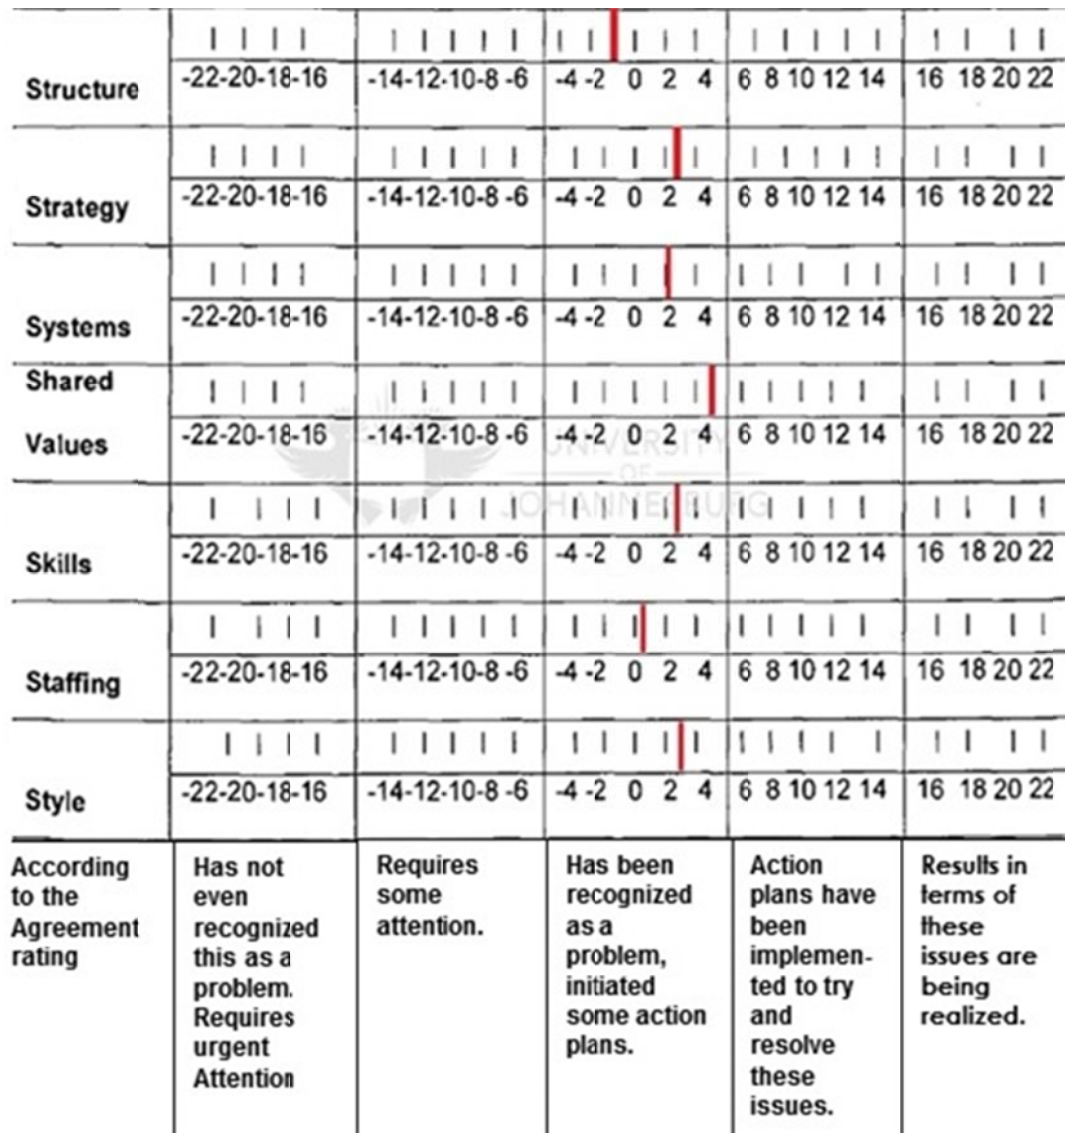 Structure -22-20-18-16 -14-12-10-8 -6 -4 -2 0 2 4 6 8 10 12 14 16 18 20 22
Strategy -22-20-18-16 -14-12-10-8 -6 -4 -2 0 2 4 6 8 10 12 14 16 18 20 22
Systems -22-20-18-16 -14-12-10-8 -6 -4 -2 0 2 4 6 8 10 12 14 16 18 20 22
Shared
Values -22-20-18-16 -14-12-10-8 -6 -4 -2 0 2 4 6 8 10 12 14 16 18 20 22
UNIVERSITY
OF
JOHANNESBURG
Skills -22-20-18-16 -14-12-10-8 -6 -4 -2 0 2 4 6 8 10 12 14 16 18 20 22
Staffing -22-20-18-16 -14-12-10-8 -6 -4 -2 0 2 4 6 8 10 12 14 16 18 20 22
Style -22-20-18-16 -14-12-10-8 -6 -4 -2 0 2 4 6 8 10 12 14 16 18 20 22
According
to the
Agreement
rating
Has not
even
recognized
this as a
problem.
Requires
urgent
Attention
Requires
some
attention.
Has been
recognized
as a
problem,
initiated
some action
plans.
Action
plans have
been
implemen-
ted to try
and
resolve
these
issues.
Results in
terms of
these
issues are
being
realized.